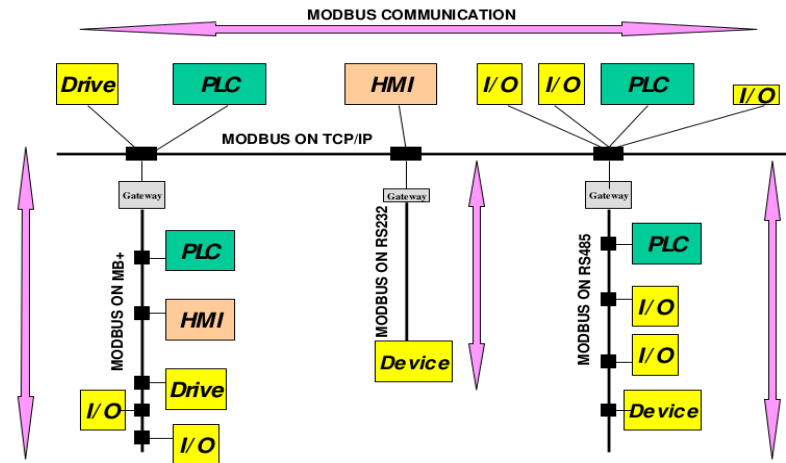 MODBUS COMMUNICATION
Drive
PLC
HMI
I/O
I/O
PLC
I/O
MODBUS ON TCP/IP
Gateway
Gateway
Gateway
MODBUS ON MB+
PLC
HMI
Drive
I/O
I/O
MODBUS ON RS232
Device
MODBUS ON RS485
PLC
I/O
I/O
Device